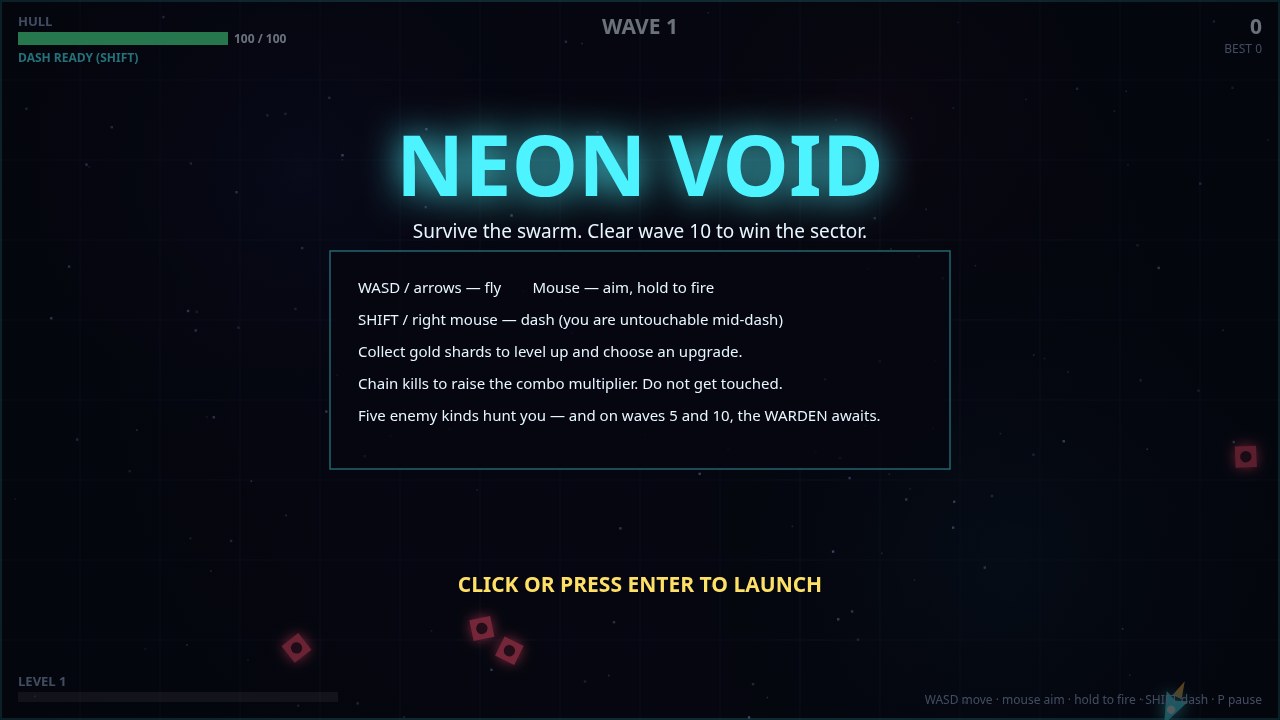 HULL
100 / 100
DASH READY (SHIFT)
WAVE 1
0
BEST 0
NEON VOID
Survive the swarm. Clear wave 10 to win the sector.
WASD / arrows — fly Mouse — aim, hold to fire
SHIFT / right mouse — dash (you are untouchable mid-dash)
Collect gold shards to level up and choose an upgrade.
Chain kills to raise the combo multiplier. Do not get touched.
Five enemy kinds hunt you — and on waves 5 and 10, the WARDEN awaits.
CLICK OR PRESS ENTER TO LAUNCH
LEVEL 1
WASD move · mouse aim · hold to fire · SHIFT dash · P pause